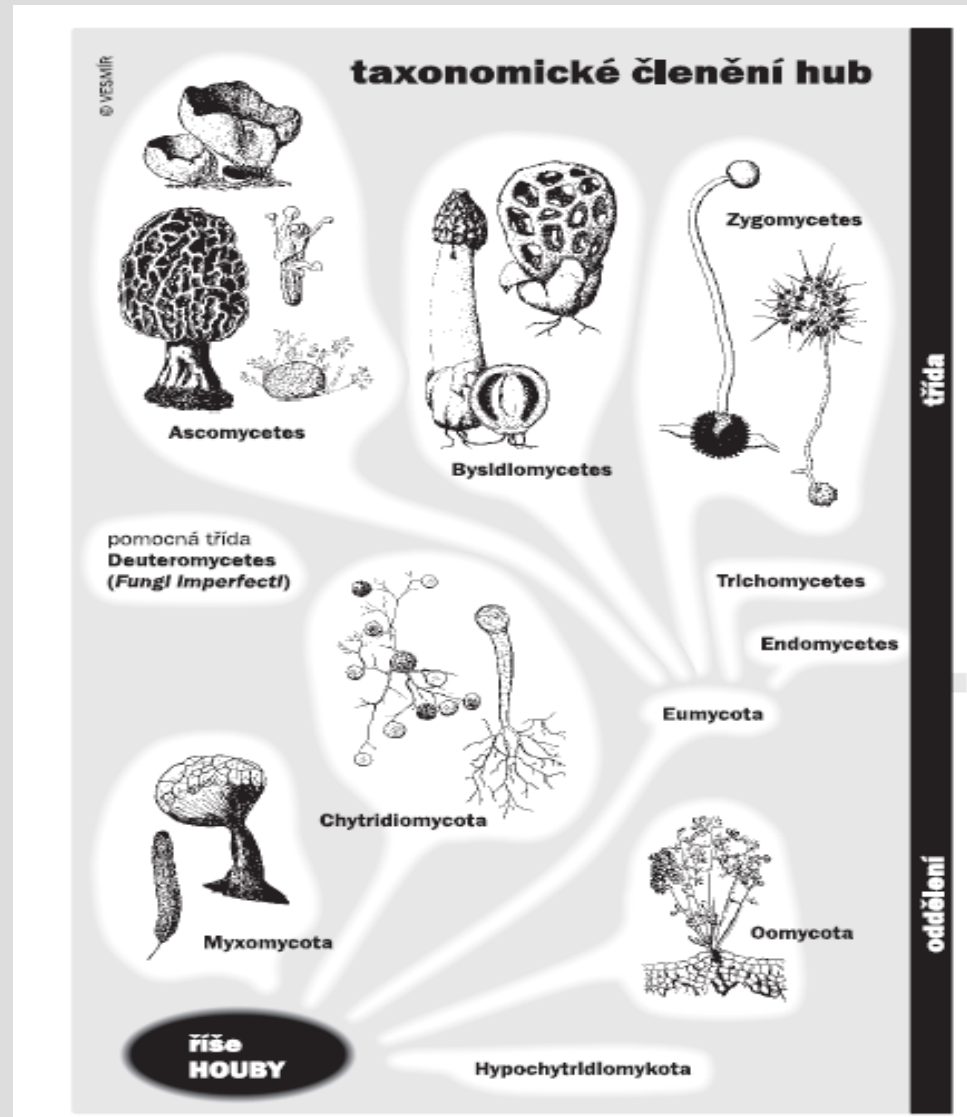 © VESMÍR
taxonomické členění hub
Zygomycetes
třída
Ascomycetes
Bysidiomycetes
pomocná třída
Deuteromycetes
(Fungi imperfecti)
Trichomycetes
Endomycetes
Eumycota
Chytridiomycota
oddělení
Oomycota
Myxomycota
říše
HOUBY
Hypochytridiomykota